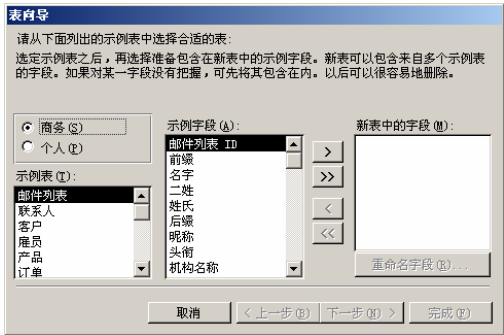 表向导
请从下面列出的示例表中选择合适的表:
选定示例表之后，再选择准备包含在新表中的示例字段。新表可以包含来自多个示例表
的字段。如果对某一字段没有把握，可先将其包含在内。以后可以很容易地删除。
商务(S)
个人(P)
示例表(T):
邮件列表
联系人
客户
雇员
产品
订单
示例字段(A):
邮件列表 ID
前缀
名字
二姓
姓氏
后缀
昵称
头衔
机构名称
>
>>
<
<<
新表中的字段(M):
重命名字段(R)...
取消
< 上一步(B)
下一步(N) >
完成(F)